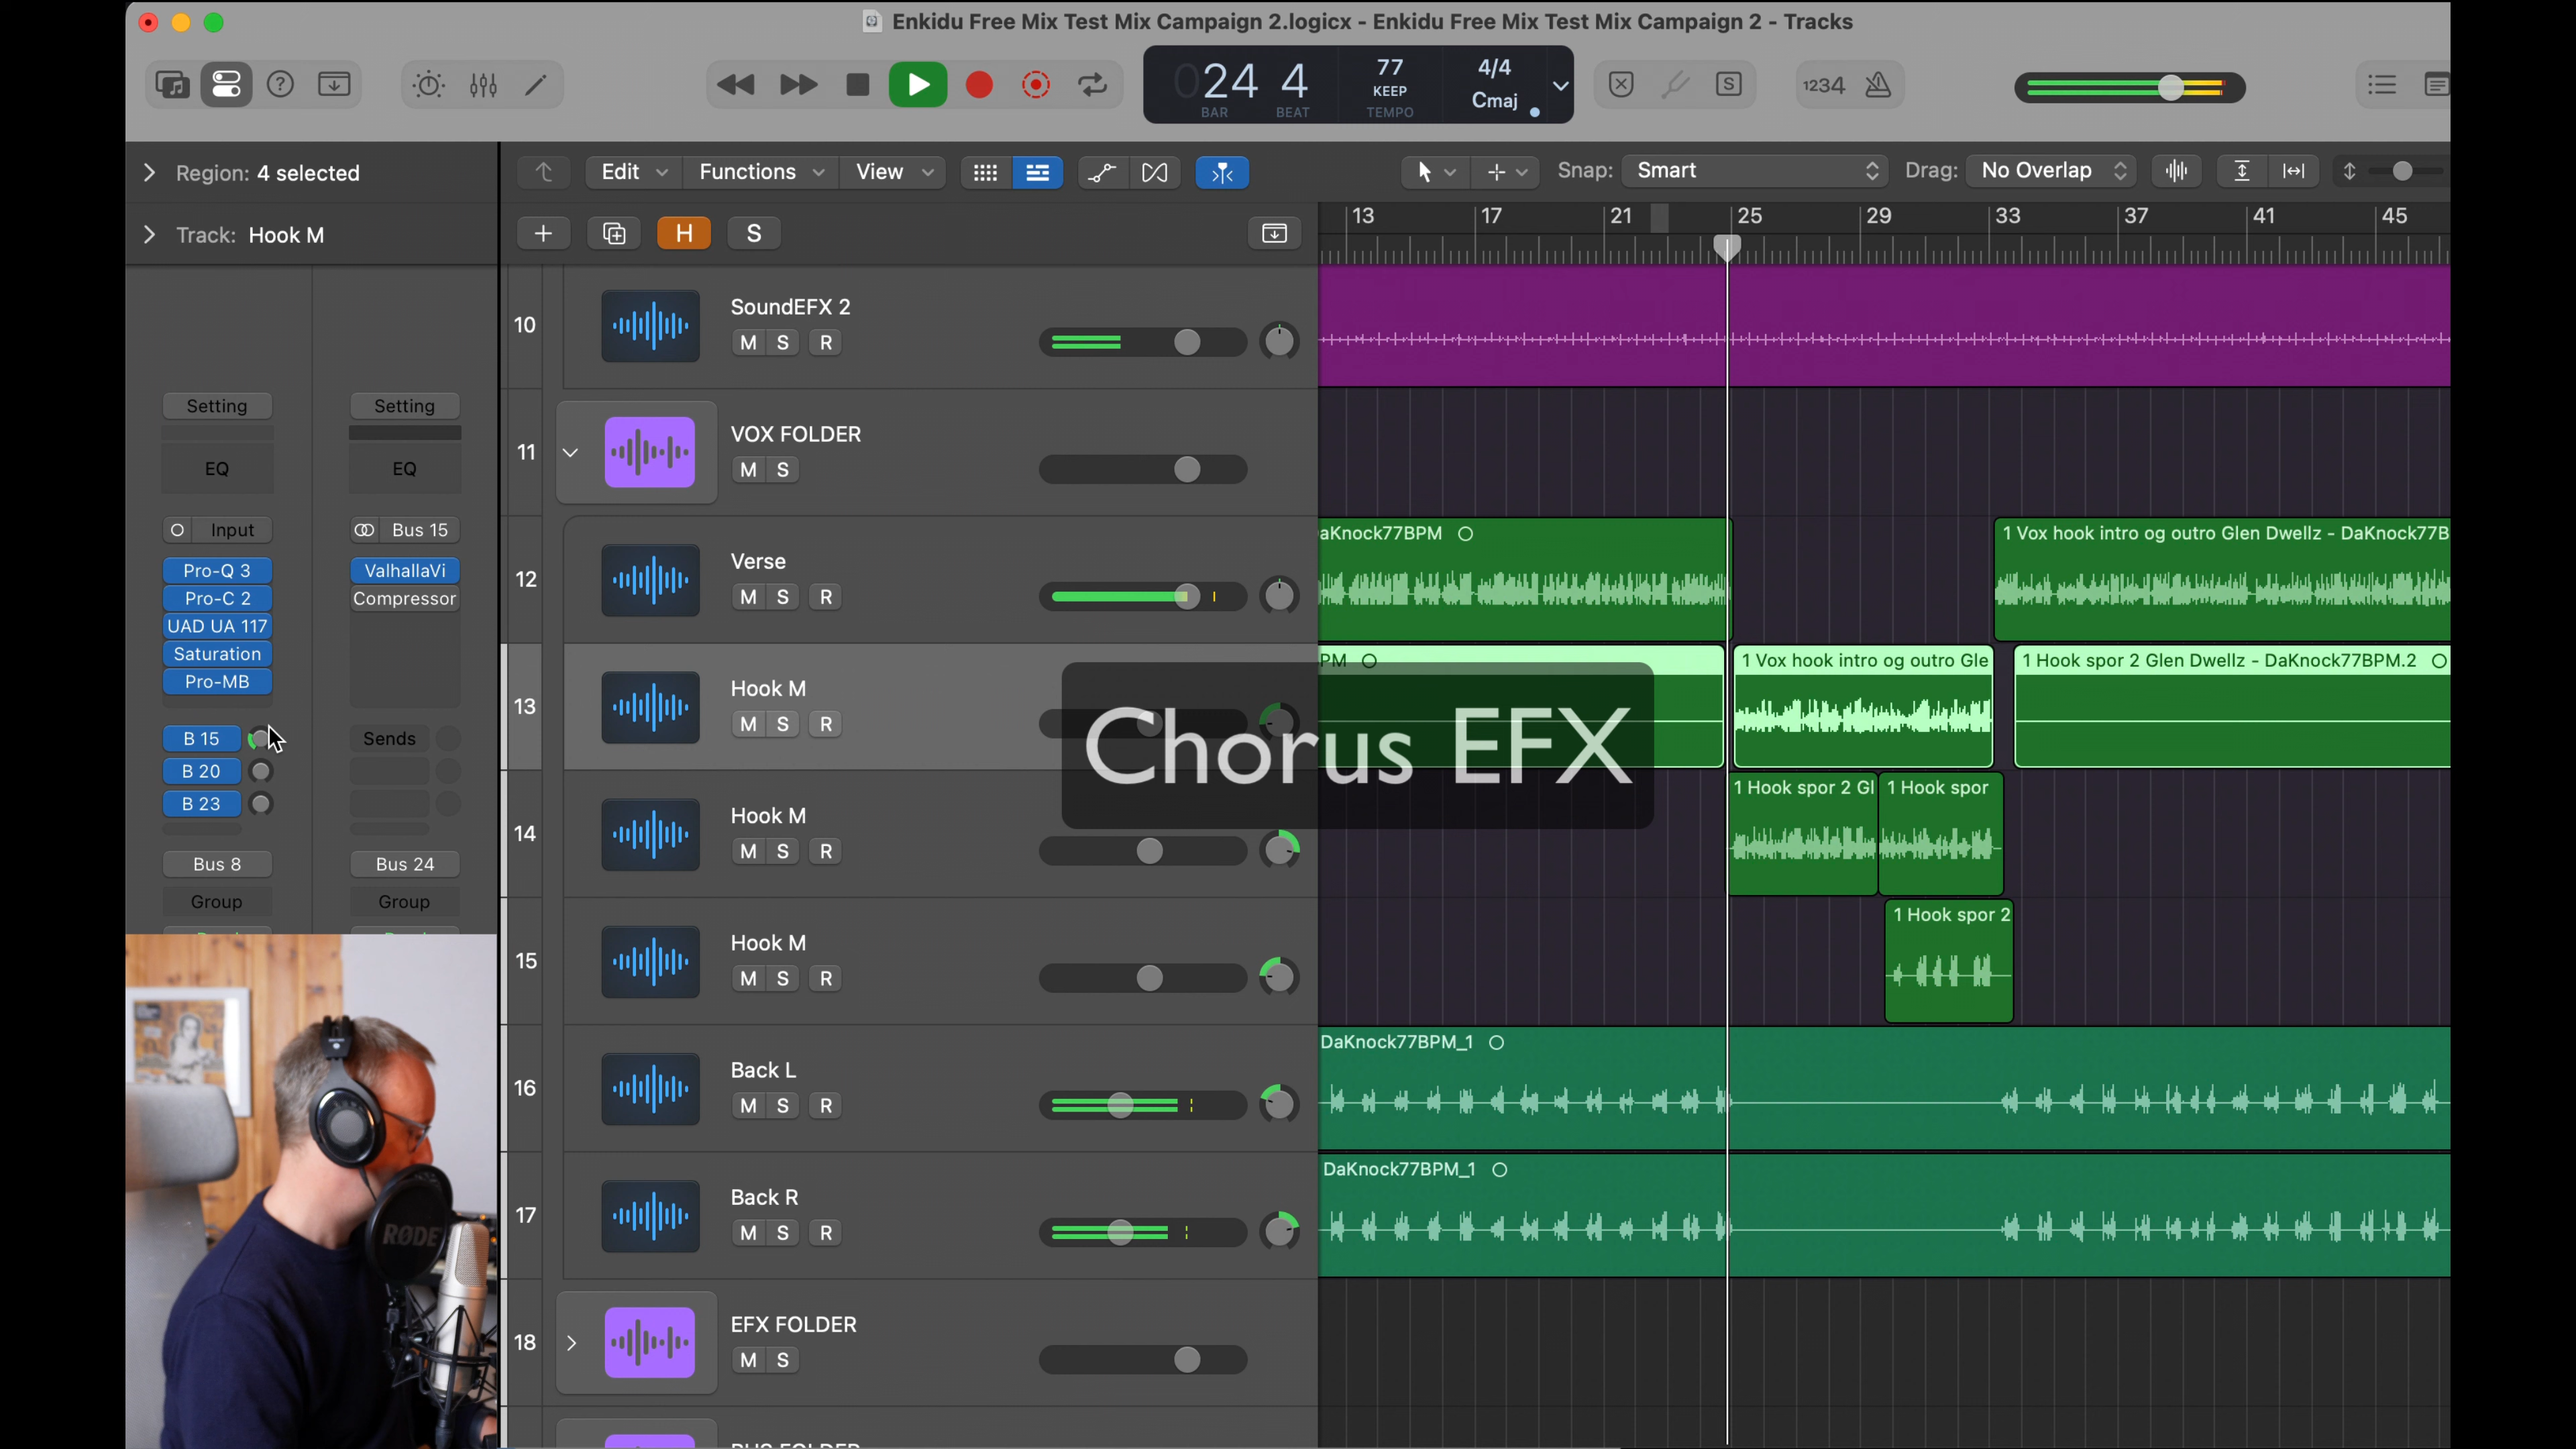 Enkidu Free Mix Test Mix Campaign 2.logicx - Enkidu Free Mix Test Mix Campaign 2 - Tracks
024 4
BAR BEAT
77
KEEP
TEMPO
4/4
Cmaj
S
1234
Region: 4 selected
Track: Hook M
Edit Functions View
Snap: Smart
Drag: No Overlap
H S
13 17 21 25 29 33 37 41 45
Setting Setting
EQ EQ
Input Bus 15
Pro-Q 3 ValhallaVi
Pro-C 2 Compressor
UAD UA 117
Saturation
Pro-MB
B 15 Sends
B 20
B 23
Bus 8 Bus 24
Group Group
10 SoundEFX 2
M S R
11 VOX FOLDER
M S
12 Verse
M S R
aKnock77BPM
1 Vox hook intro og outro Glen Dwellz - DaKnock77B
13 Hook M
M S R
PM
1 Vox hook intro og outro Gle
1 Hook spor 2 Glen Dwellz - DaKnock77BPM.2
Chorus EFX
14 Hook M
M S R
1 Hook spor 2 Gl
1 Hook spor
15 Hook M
M S R
1 Hook spor 2
16 Back L
M S R
DaKnock77BPM_1
17 Back R
M S R
DaKnock77BPM_1
18 EFX FOLDER
M S
RØDE